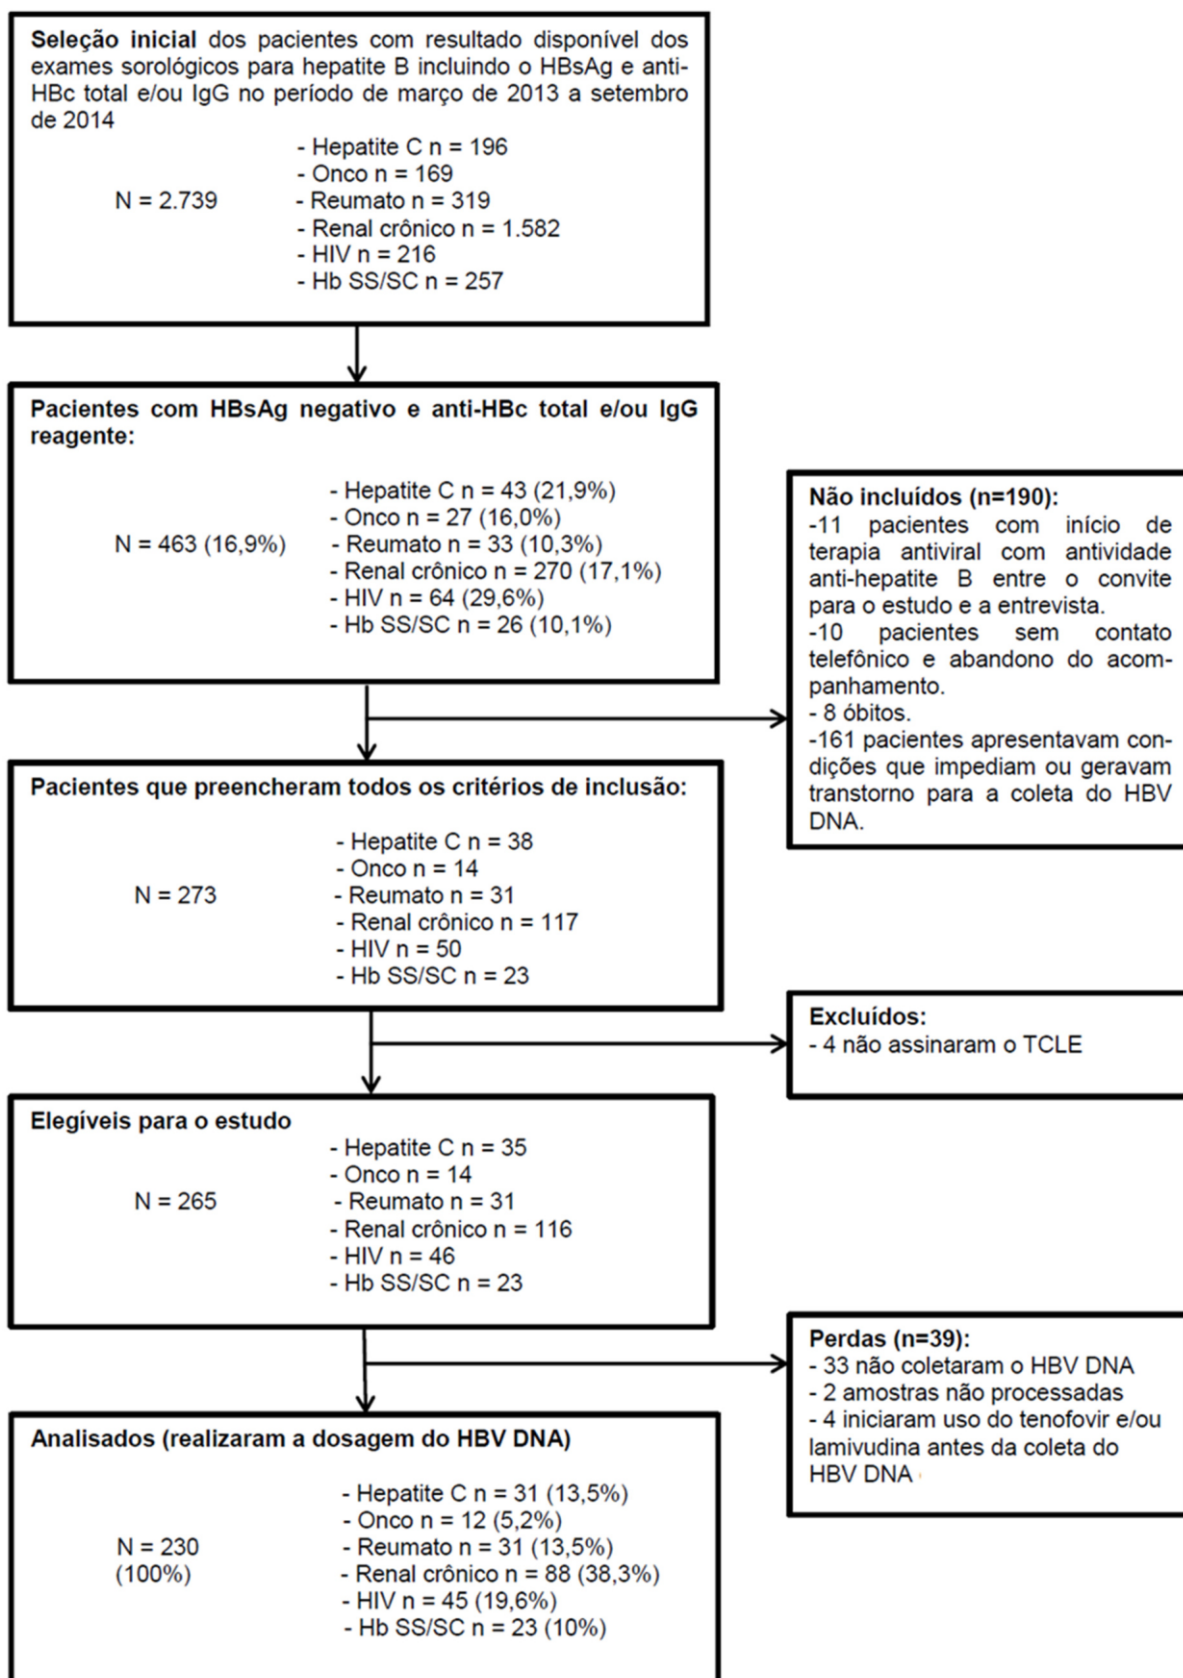 Seleção inicial dos pacientes com resultado disponível dos
exames sorológicos para hepatite B incluindo o HBsAg e anti-
HBc total e/ou IgG no período de março de 2013 a setembro
de 2014
- Hepatite C n = 196
- Onco n = 169
N = 2.739 - Reumato n = 319
- Renal crônico n = 1.582
- HIV n = 216
- Hb SS/SC n = 257
Pacientes com HBsAg negativo e anti-HBc total e/ou IgG
reagente:
- Hepatite C n = 43 (21,9%)
- Onco n = 27 (16,0%)
N = 463 (16,9%) - Reumato n = 33 (10,3%)
- Renal crônico n = 270 (17,1%)
- HIV n = 64 (29,6%)
- Hb SS/SC n = 26 (10,1%)
Não incluídos (n=190):
-11 pacientes com início de
terapia antiviral com antividade
anti-hepatite B entre o convite
para o estudo e a entrevista.
-10 pacientes sem contato
telefônico e abandono do acom-
panhamento.
- 8 óbitos.
-161 pacientes apresentavam con-
dições que impediam ou geravam
transtorno para a coleta do HBV
DNA.
Pacientes que preencheram todos os critérios de inclusão:
- Hepatite C n = 38
- Onco n = 14
N = 273 - Reumato n = 31
- Renal crônico n = 117
- HIV n = 50
- Hb SS/SC n = 23
Excluídos:
- 4 não assinaram o TCLE
Elegíveis para o estudo
- Hepatite C n = 35
- Onco n = 14
N = 265 - Reumato n = 31
- Renal crônico n = 116
- HIV n = 46
- Hb SS/SC n = 23
Perdas (n=39):
- 33 não coletaram o HBV DNA
- 2 amostras não processadas
- 4 iniciaram uso do tenofovir e/ou
lamivudina antes da coleta do
HBV DNA
Analisados (realizaram a dosagem do HBV DNA)
- Hepatite C n = 31 (13,5%)
- Onco n = 12 (5,2%)
N = 230 - Reumato n = 31 (13,5%)
(100%) - Renal crônico n = 88 (38,3%)
- HIV n = 45 (19,6%)
- Hb SS/SC n = 23 (10%)